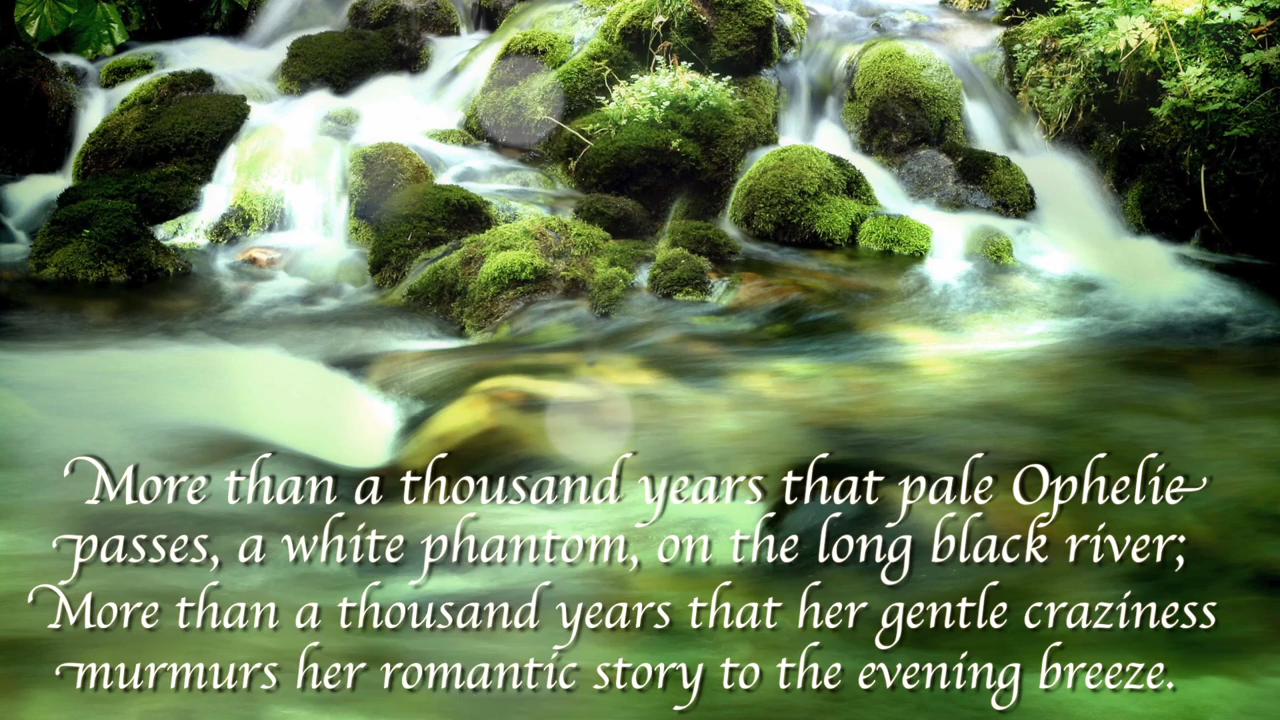 More than a thousand years that pale Ophelie
passes, a white phantom, on the long black river;
More than a thousand years that her gentle craziness
murmurs her romantic story to the evening breeze.